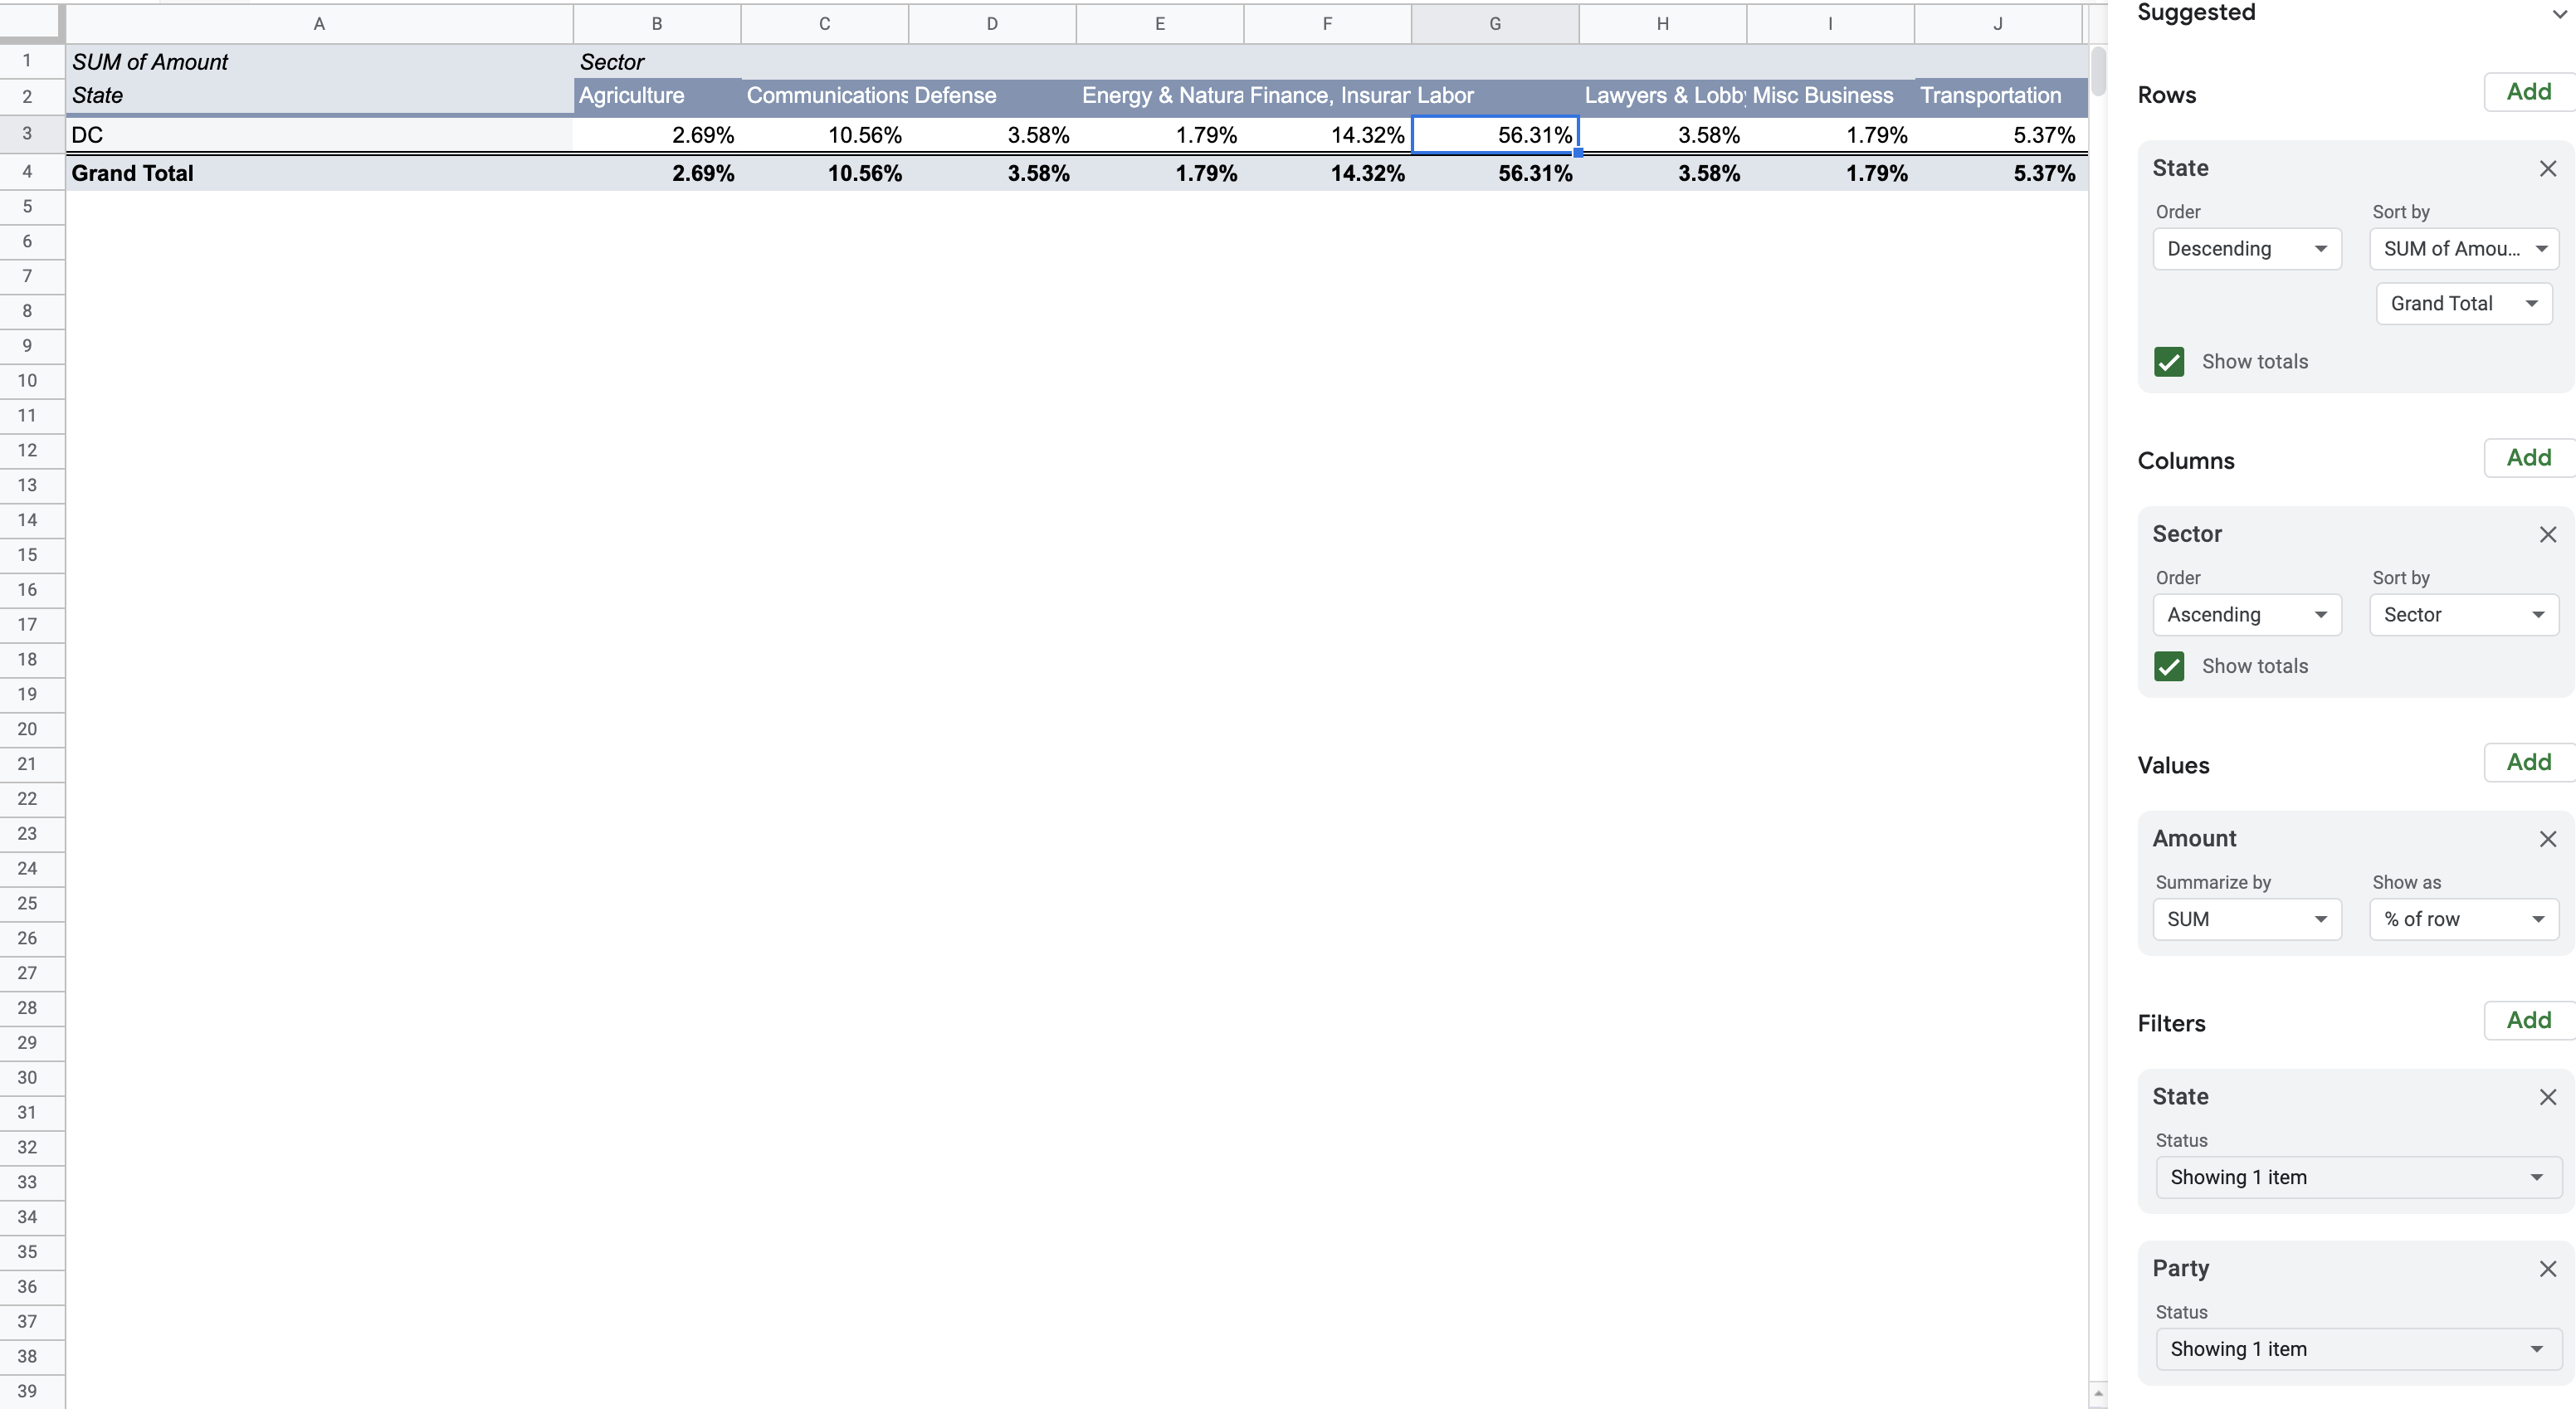 A B C D E F G H I J
1 SUM of Amount Sector
2 State Agriculture Communications Defense Energy & Natura Finance, Insurar Labor Lawyers & Lobby Misc Business Transportation
3 DC 2.69% 10.56% 3.58% 1.79% 14.32% 56.31% 3.58% 1.79% 5.37%
4 Grand Total 2.69% 10.56% 3.58% 1.79% 14.32% 56.31% 3.58% 1.79% 5.37%
5
6
7
8
9
10
11
12
13
14
15
16
17
18
19
20
21
22
23
24
25
26
27
28
29
30
31
32
33
34
35
36
37
38
39
Suggested
Rows Add
State
Order Sort by
Descending SUM of Amou...
Grand Total
Show totals
Columns Add
Sector
Order Sort by
Ascending Sector
Show totals
Values Add
Amount
Summarize by Show as
SUM % of row
Filters Add
State
Status
Showing 1 item
Party
Status
Showing 1 item